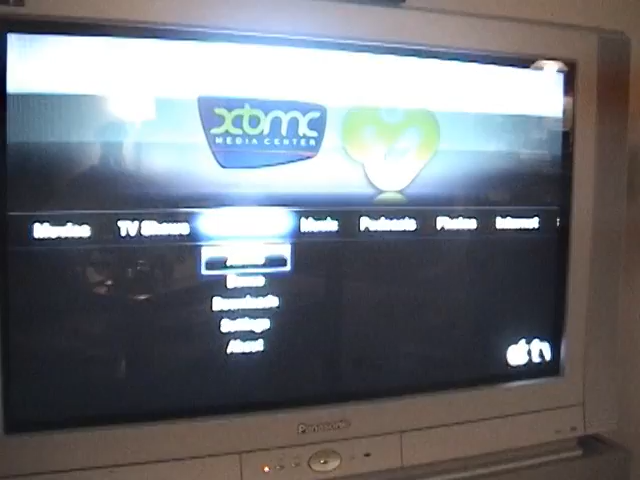 xbmc
MEDIA CENTER
Movies TV Shows Music Podcasts Photos Internet
Downloads
Settings
About
tv
Panasonic